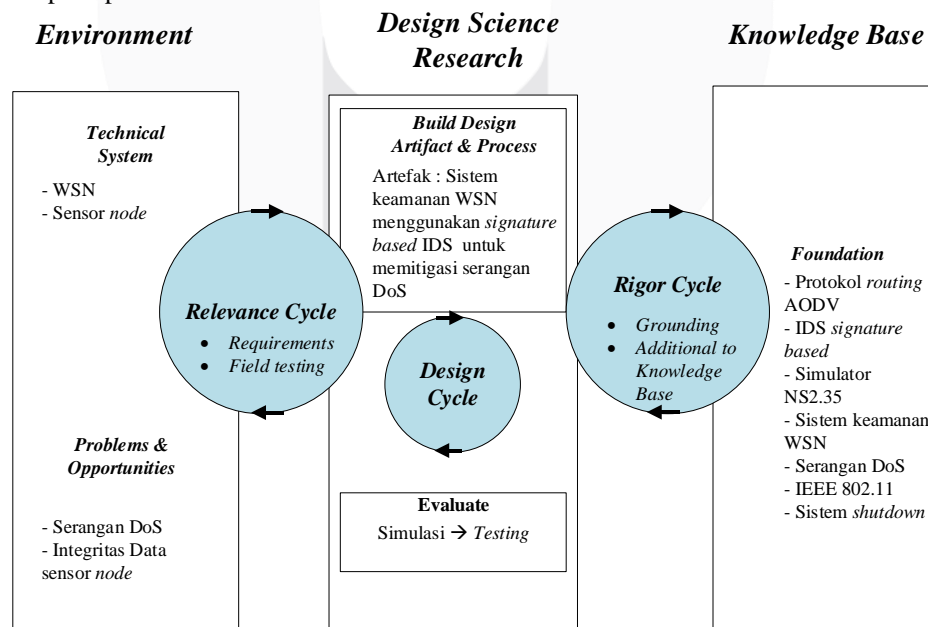 Environment
Design Science
Research
Knowledge Base
Technical
System
- WSN
- Sensor node
Relevance Cycle
• Requirements
• Field testing
Problems &
Opportunities
- Serangan DoS
- Integritas Data
sensor node
Build Design
Artifact & Process
Artefak : Sistem
keamanan WSN
menggunakan signature
based IDS untuk
memitigasi serangan
DoS
Design
Cycle
Evaluate
Simulasi → Testing
Rigor Cycle
• Grounding
• Additional to
Knowledge
Base
Foundation
- Protokol routing
AODV
- IDS signature
based
- Simulator
NS2.35
- Sistem keamanan
WSN
- Serangan DoS
- IEEE 802.11
- Sistem shutdown